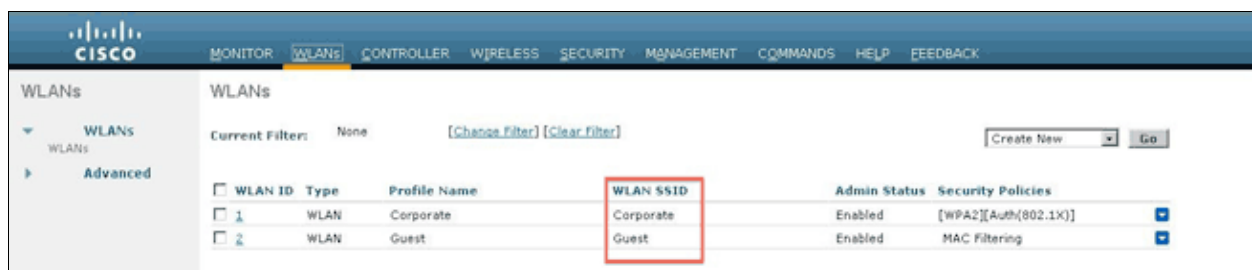 CISCO
MONITOR WLANs CONTROLLER WIRELESS SECURITY MANAGEMENT COMMANDS HELP FEEDBACK
WLANs
WLANs
WLANs
Advanced
WLANs
Current Filter: None [Change Filter] [Clear Filter]
Create New Go
WLAN ID Type Profile Name WLAN SSID Admin Status Security Policies
1 WLAN Corporate Corporate Enabled [WPA2][Auth(802.1X)]
2 WLAN Guest Guest Enabled MAC Filtering